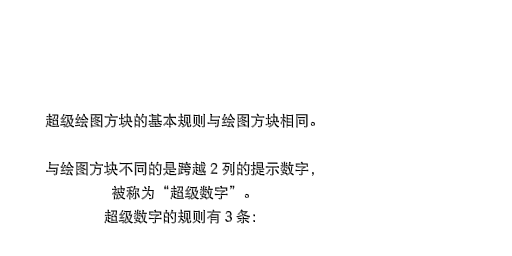 超级绘图方块的基本规则与绘图方块相同。
与绘图方块不同的是跨越 2 列的提示数字，
被称为“超级数字”。
超级数字的规则有 3 条：